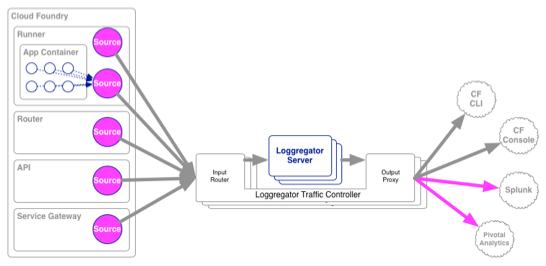 Cloud Foundry
Runner
Source
App Container
Source
Router
Source
API
Source
Service Gateway
Source
Input
Router
Loggregator
Server
Output
Proxy
Loggregator Traffic Controller
CF
CLI
CF
Console
Splunk
Pivotal
Analytics